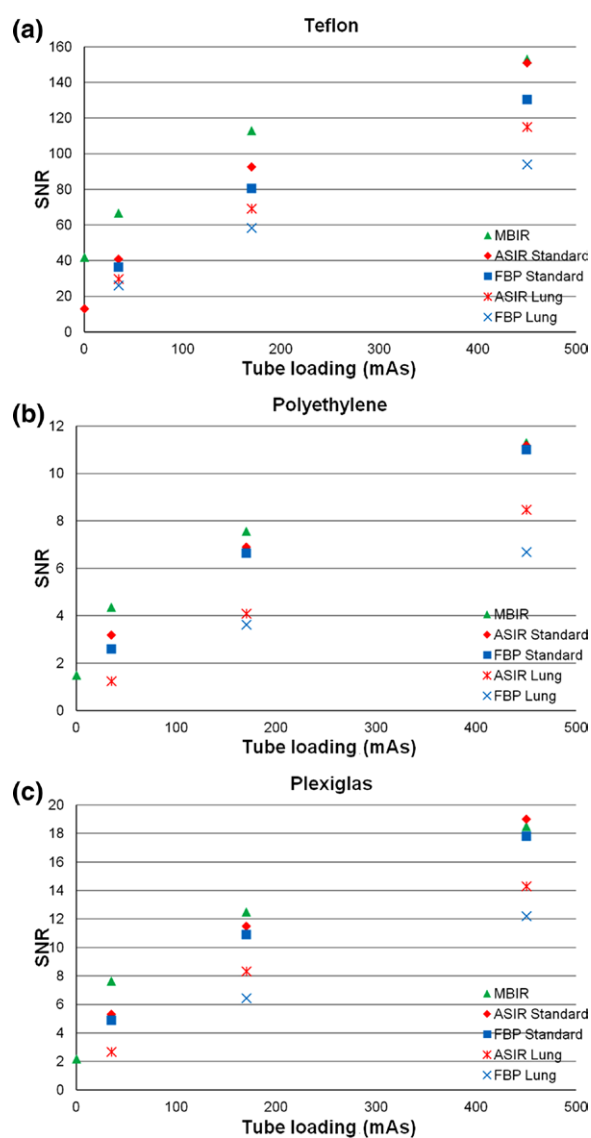 (a)
Teflon
160
140
120
100
80
60
40
20
0
SNR
0 100 200 300 400 500
Tube loading (mAs)
MBIR
ASIR Standarc
FBP Standard
ASIR Lung
FBP Lung
(b)
Polyethylene
12
10
8
6
4
2
0
SNR
0 100 200 300 400 500
Tube loading (mAs)
MBIR
ASIR Standard
FBP Standard
ASIR Lung
FBP Lung
(c)
Plexiglas
20
18
16
14
12
10
8
6
4
2
0
SNR
0 100 200 300 400 500
Tube loading (mAs)
MBIR
ASIR Standard
FBP Standard
ASIR Lung
FBP Lung